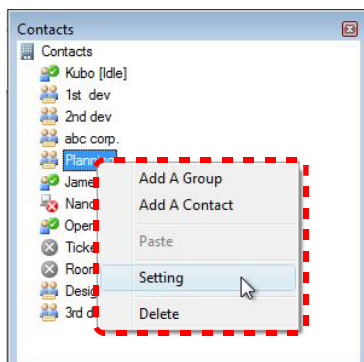 Contacts
Contacts
Kubo [Idle]
1st dev
2nd dev
abc corp.
Add A Group
Add A Contact
Paste
Setting
Delete